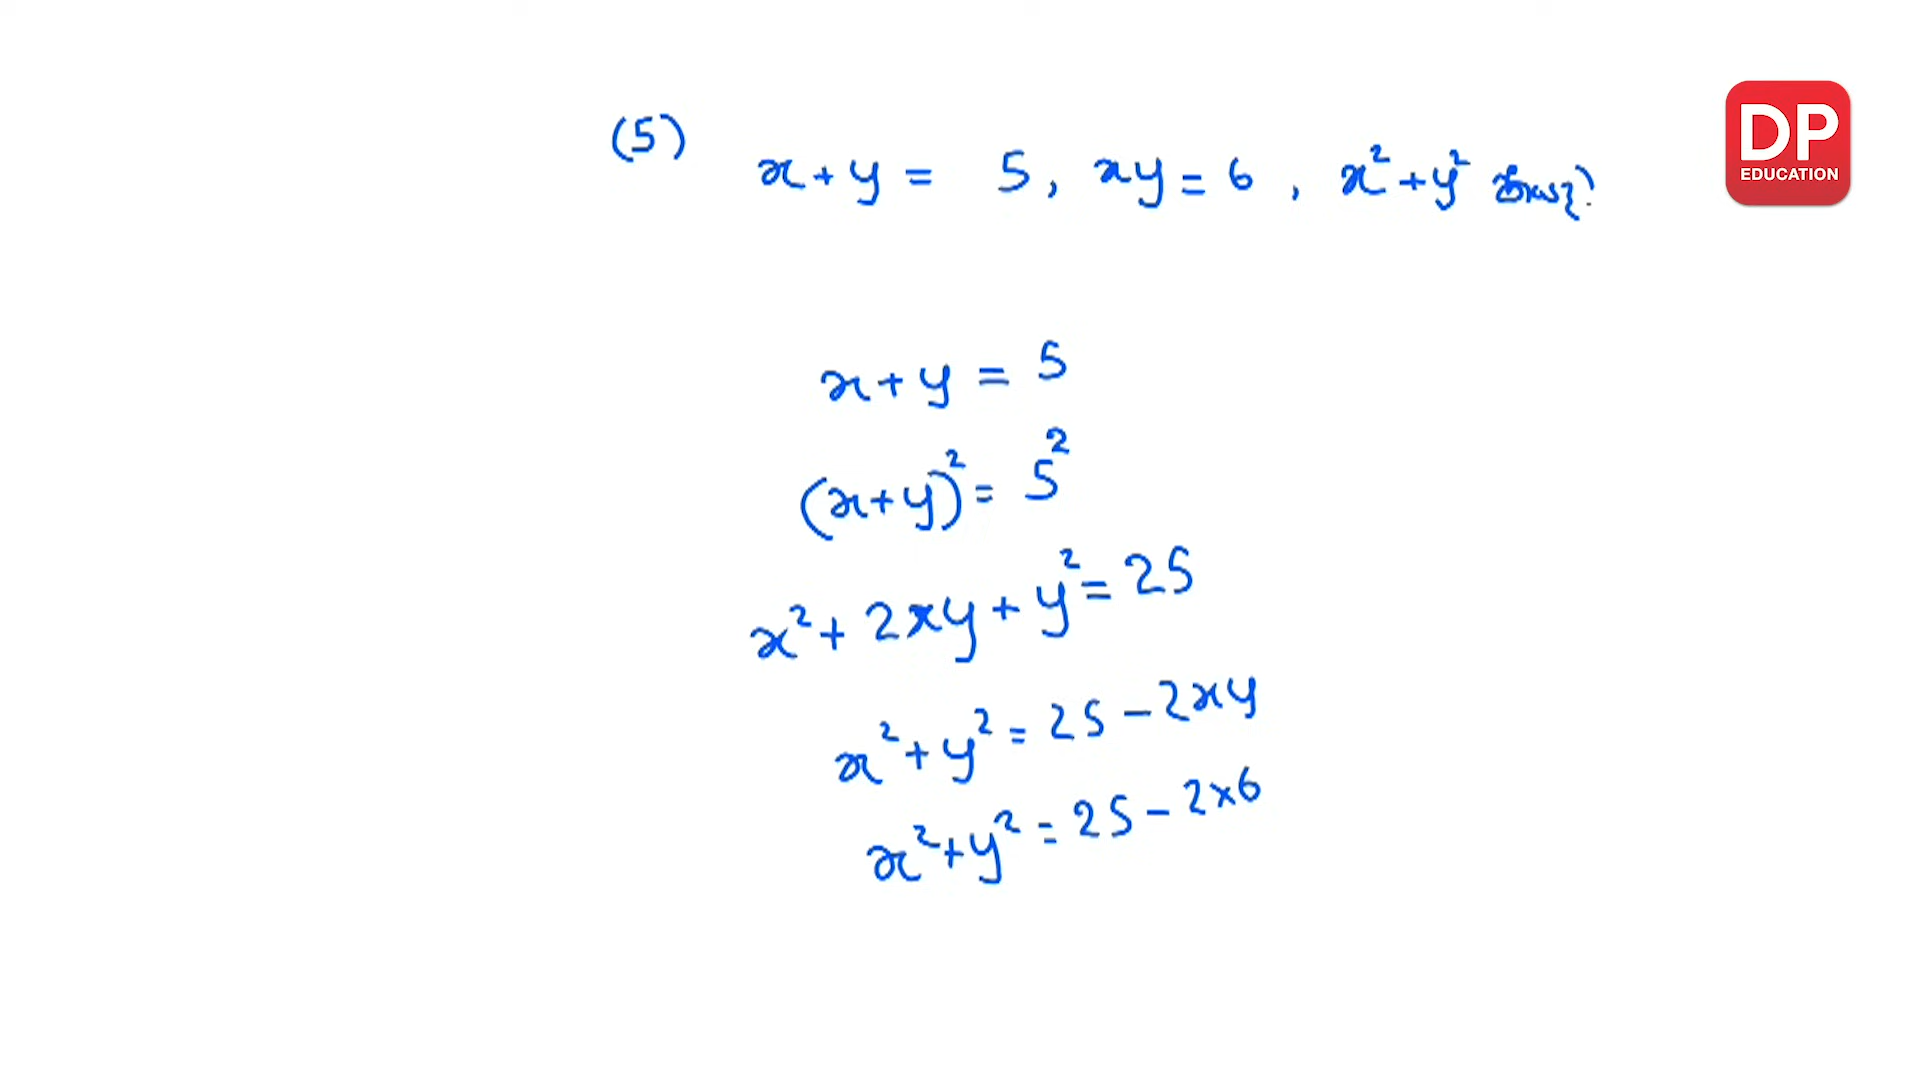 (5) x + y = 5, xy = 6, x² + y²
DP
EDUCATION
x + y = 5
(x + y)² = 5²
x² + 2xy + y² = 25
x² + y² = 25 - 2xy
x² + y² = 25 - 2×6